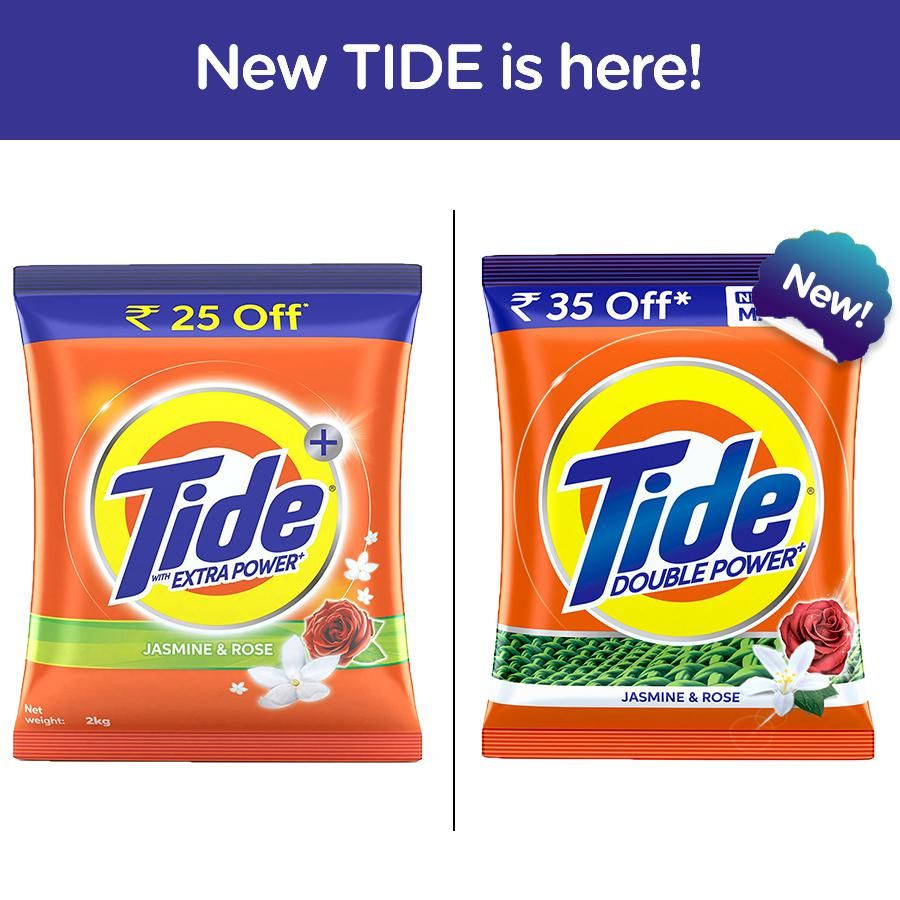 New TIDE is here!
₹ 25 Off*
+
Tide®
WITH EXTRA POWER+
JASMINE & ROSE
Net
weight: 2kg
₹ 35 Off*
New!
Tide®
DOUBLE POWER+
JASMINE & ROSE